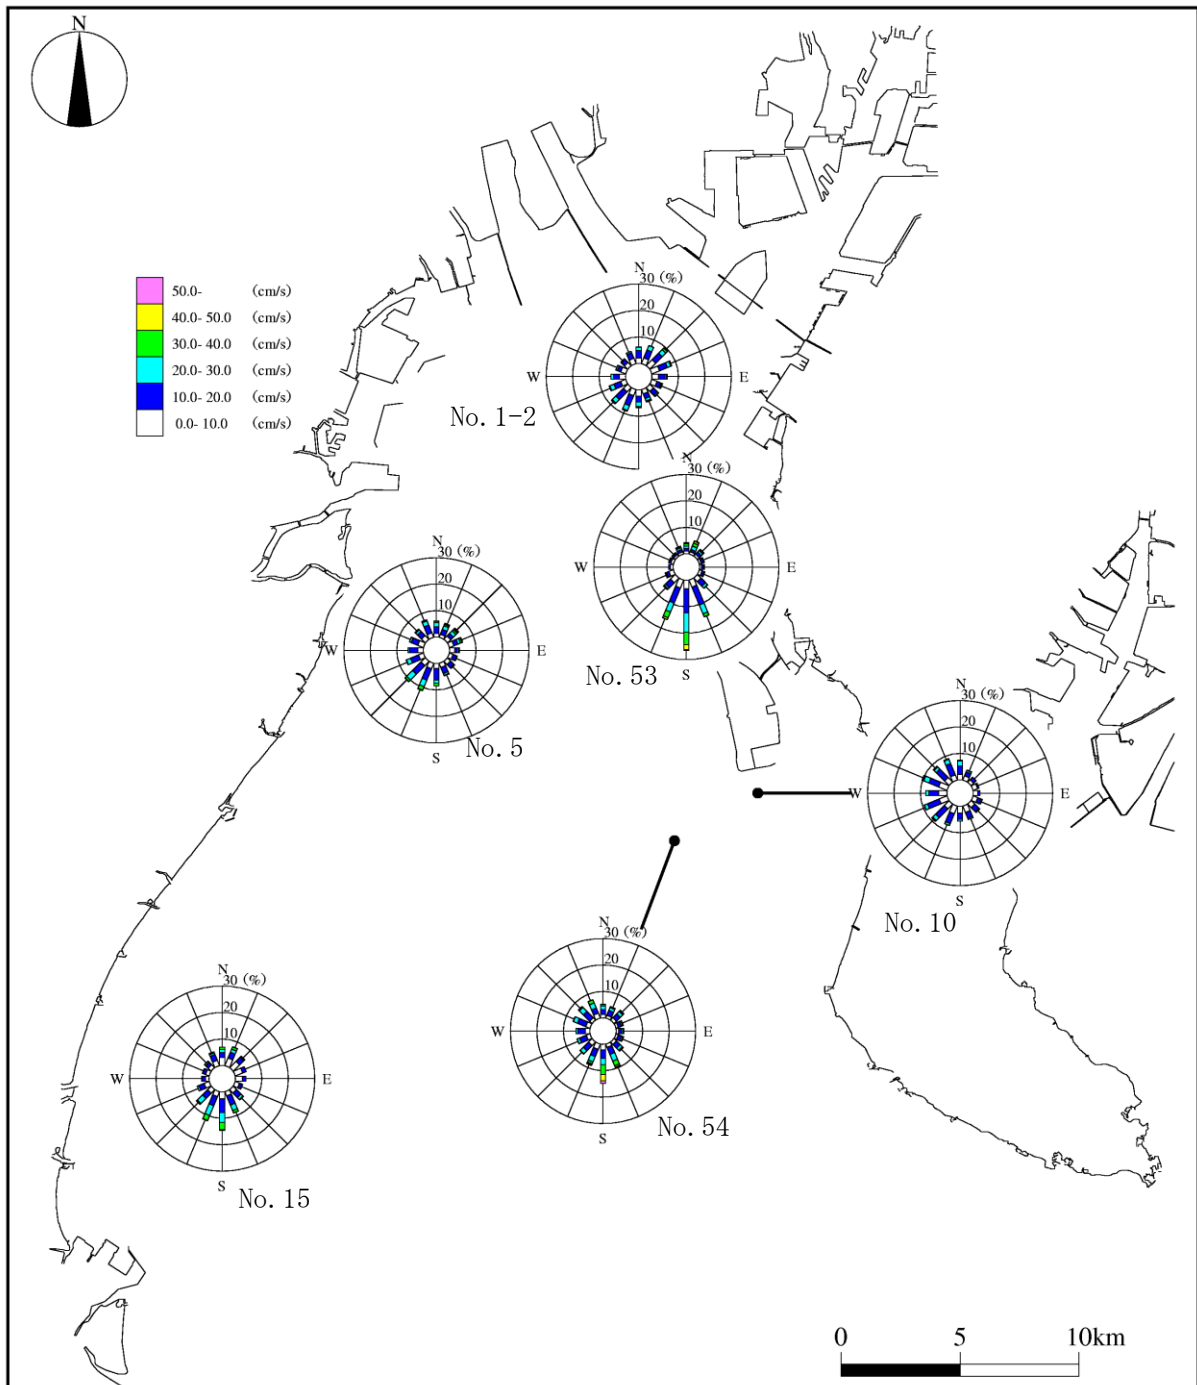 N
50.0- (cm/s)
40.0- 50.0 (cm/s)
30.0- 40.0 (cm/s)
20.0- 30.0 (cm/s)
10.0- 20.0 (cm/s)
0.0- 10.0 (cm/s)
N
30 (%)
20
10
W
E
No. 1-2
N
30 (%)
20
10
W
E
S
No. 53
N
30 (%)
20
10
W
E
S
No. 5
N
30 (%)
20
10
W
E
S
No. 10
N
30 (%)
20
10
W
E
S
No. 54
N
30 (%)
20
10
W
E
S
No. 15
0 5 10km